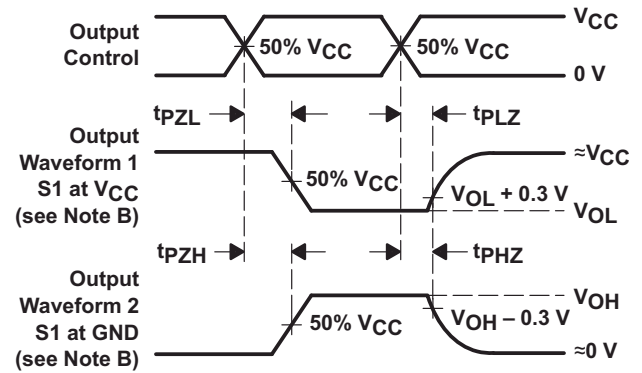 Output
Control
50% VCC
50% VCC
VCC
0 V
tPZL
tPLZ
Output
Waveform 1
S1 at VCC
(see Note B)
50% VCC
≈VCC
VOL + 0.3 V
VOL
tPZH
tPHZ
Output
Waveform 2
S1 at GND
(see Note B)
50% VCC
VOH
VOH – 0.3 V
≈0 V